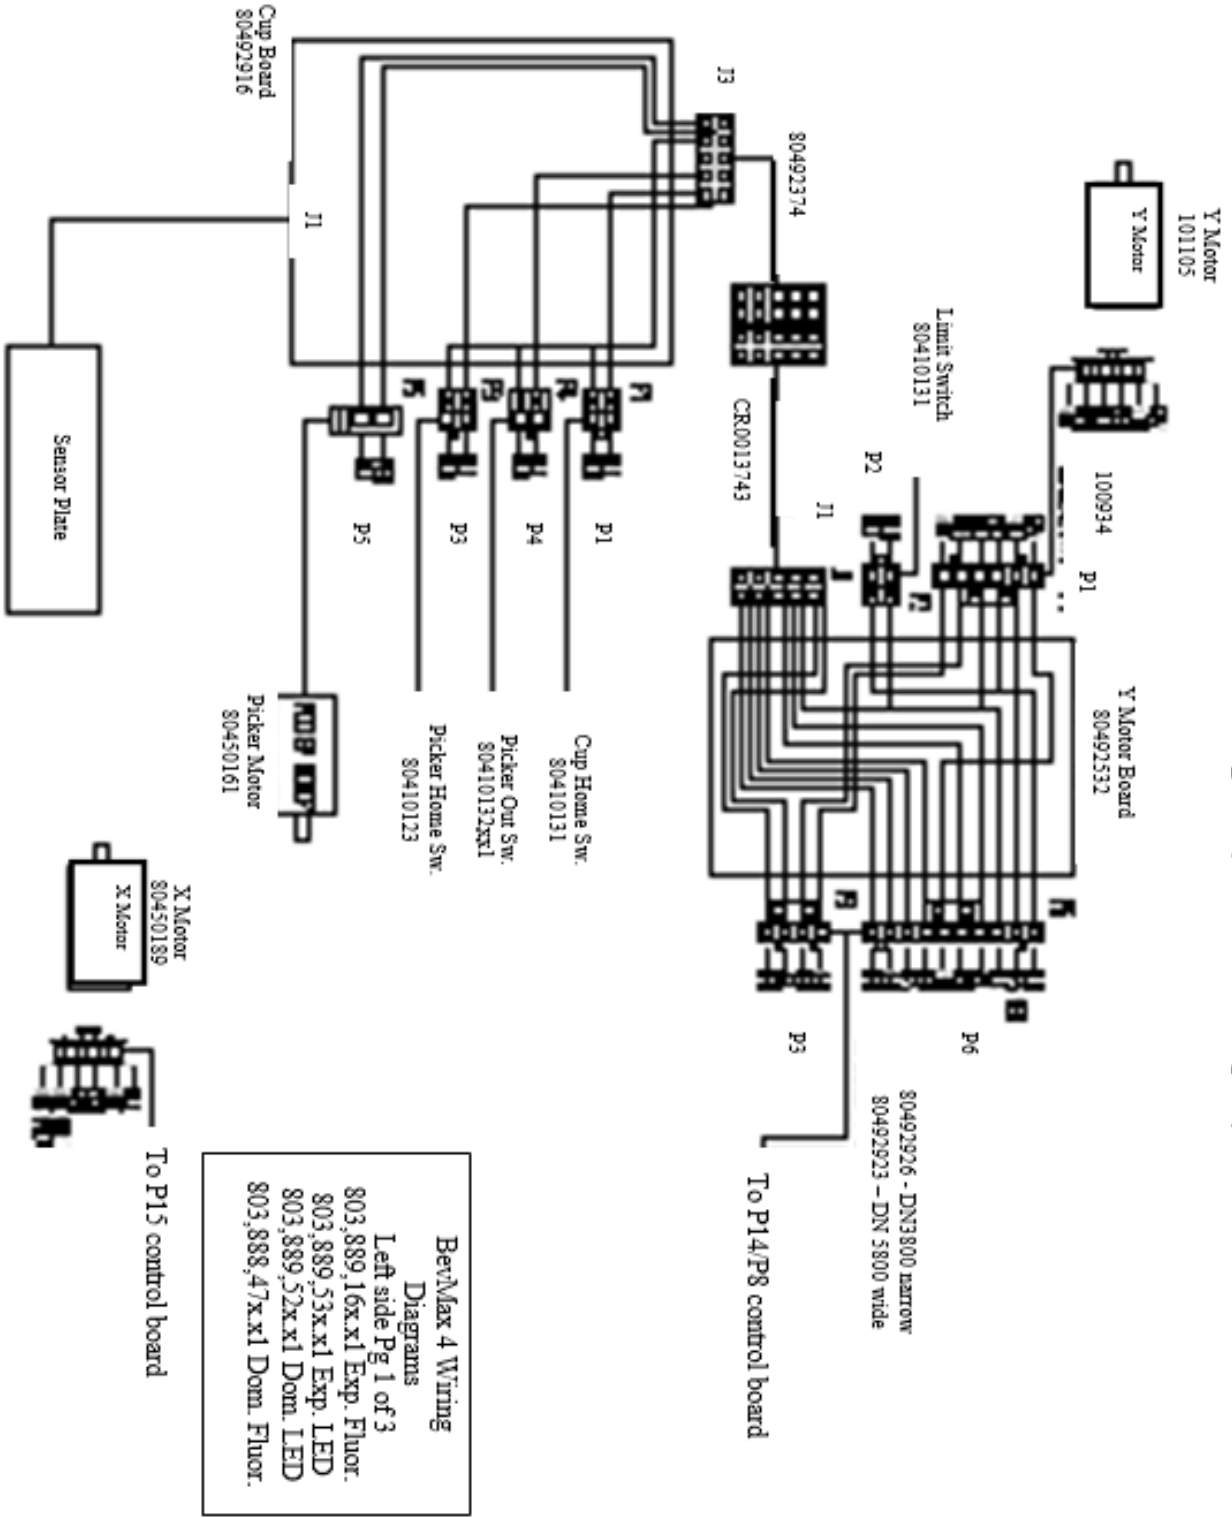 Y Motor
101105
Y Motor
100934
P1
Limit Switch
80410131
P2
Y Motor Board
80492532
J1
CR0013743
80492374
J3
Cup Board
80492916
J1
Sensor Plate
P1
P4
P3
P5
Cup Home Sw.
80410131
Picker Out Sw.
80410132xx1
Picker Home Sw.
80410123
Picker Motor
80450161
P6
P3
80492926 - DN3800 narrow
80492923 – DN 5800 wide
To P14/P8 control board
X Motor
80450189
X Motor
To P15 control board
BevMax 4 Wiring
Diagrams
Left side Pg 1 of 3
803,889,16x.x1 Exp. Fluor.
803,889,53x.x1 Exp. LED
803,889,52x.x1 Dom. LED
803,888,47x.x1 Dom. Fluor.